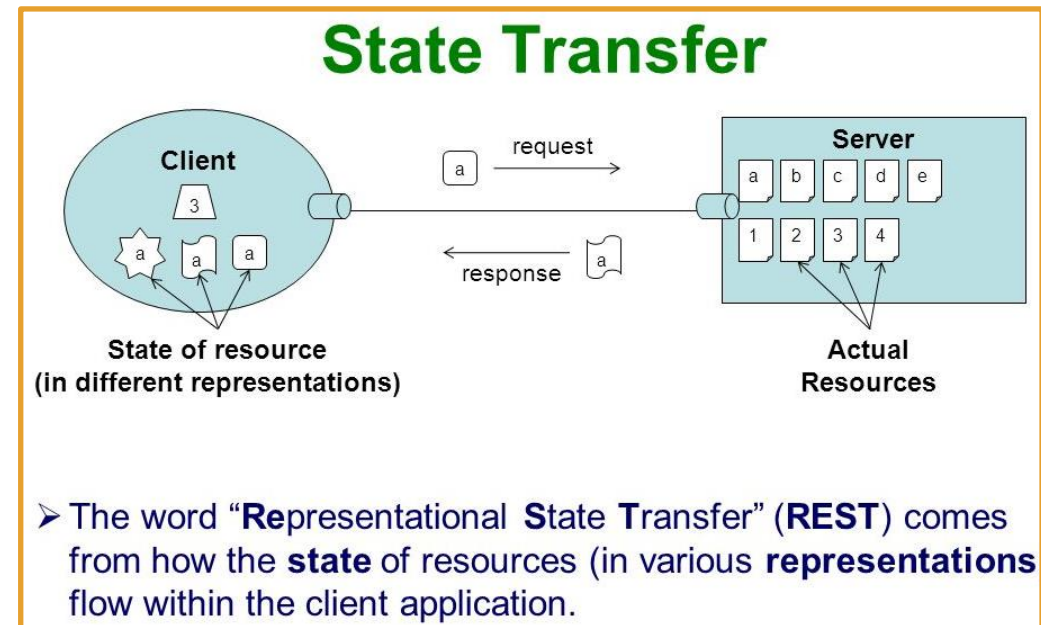 State Transfer
Client
3
a a a
State of resource
(in different representations)
a request
response a
Server
a b c d e
1 2 3 4
Actual
Resources
➢ The word “Representational State Transfer” (REST) comes
from how the state of resources (in various representations
flow within the client application.